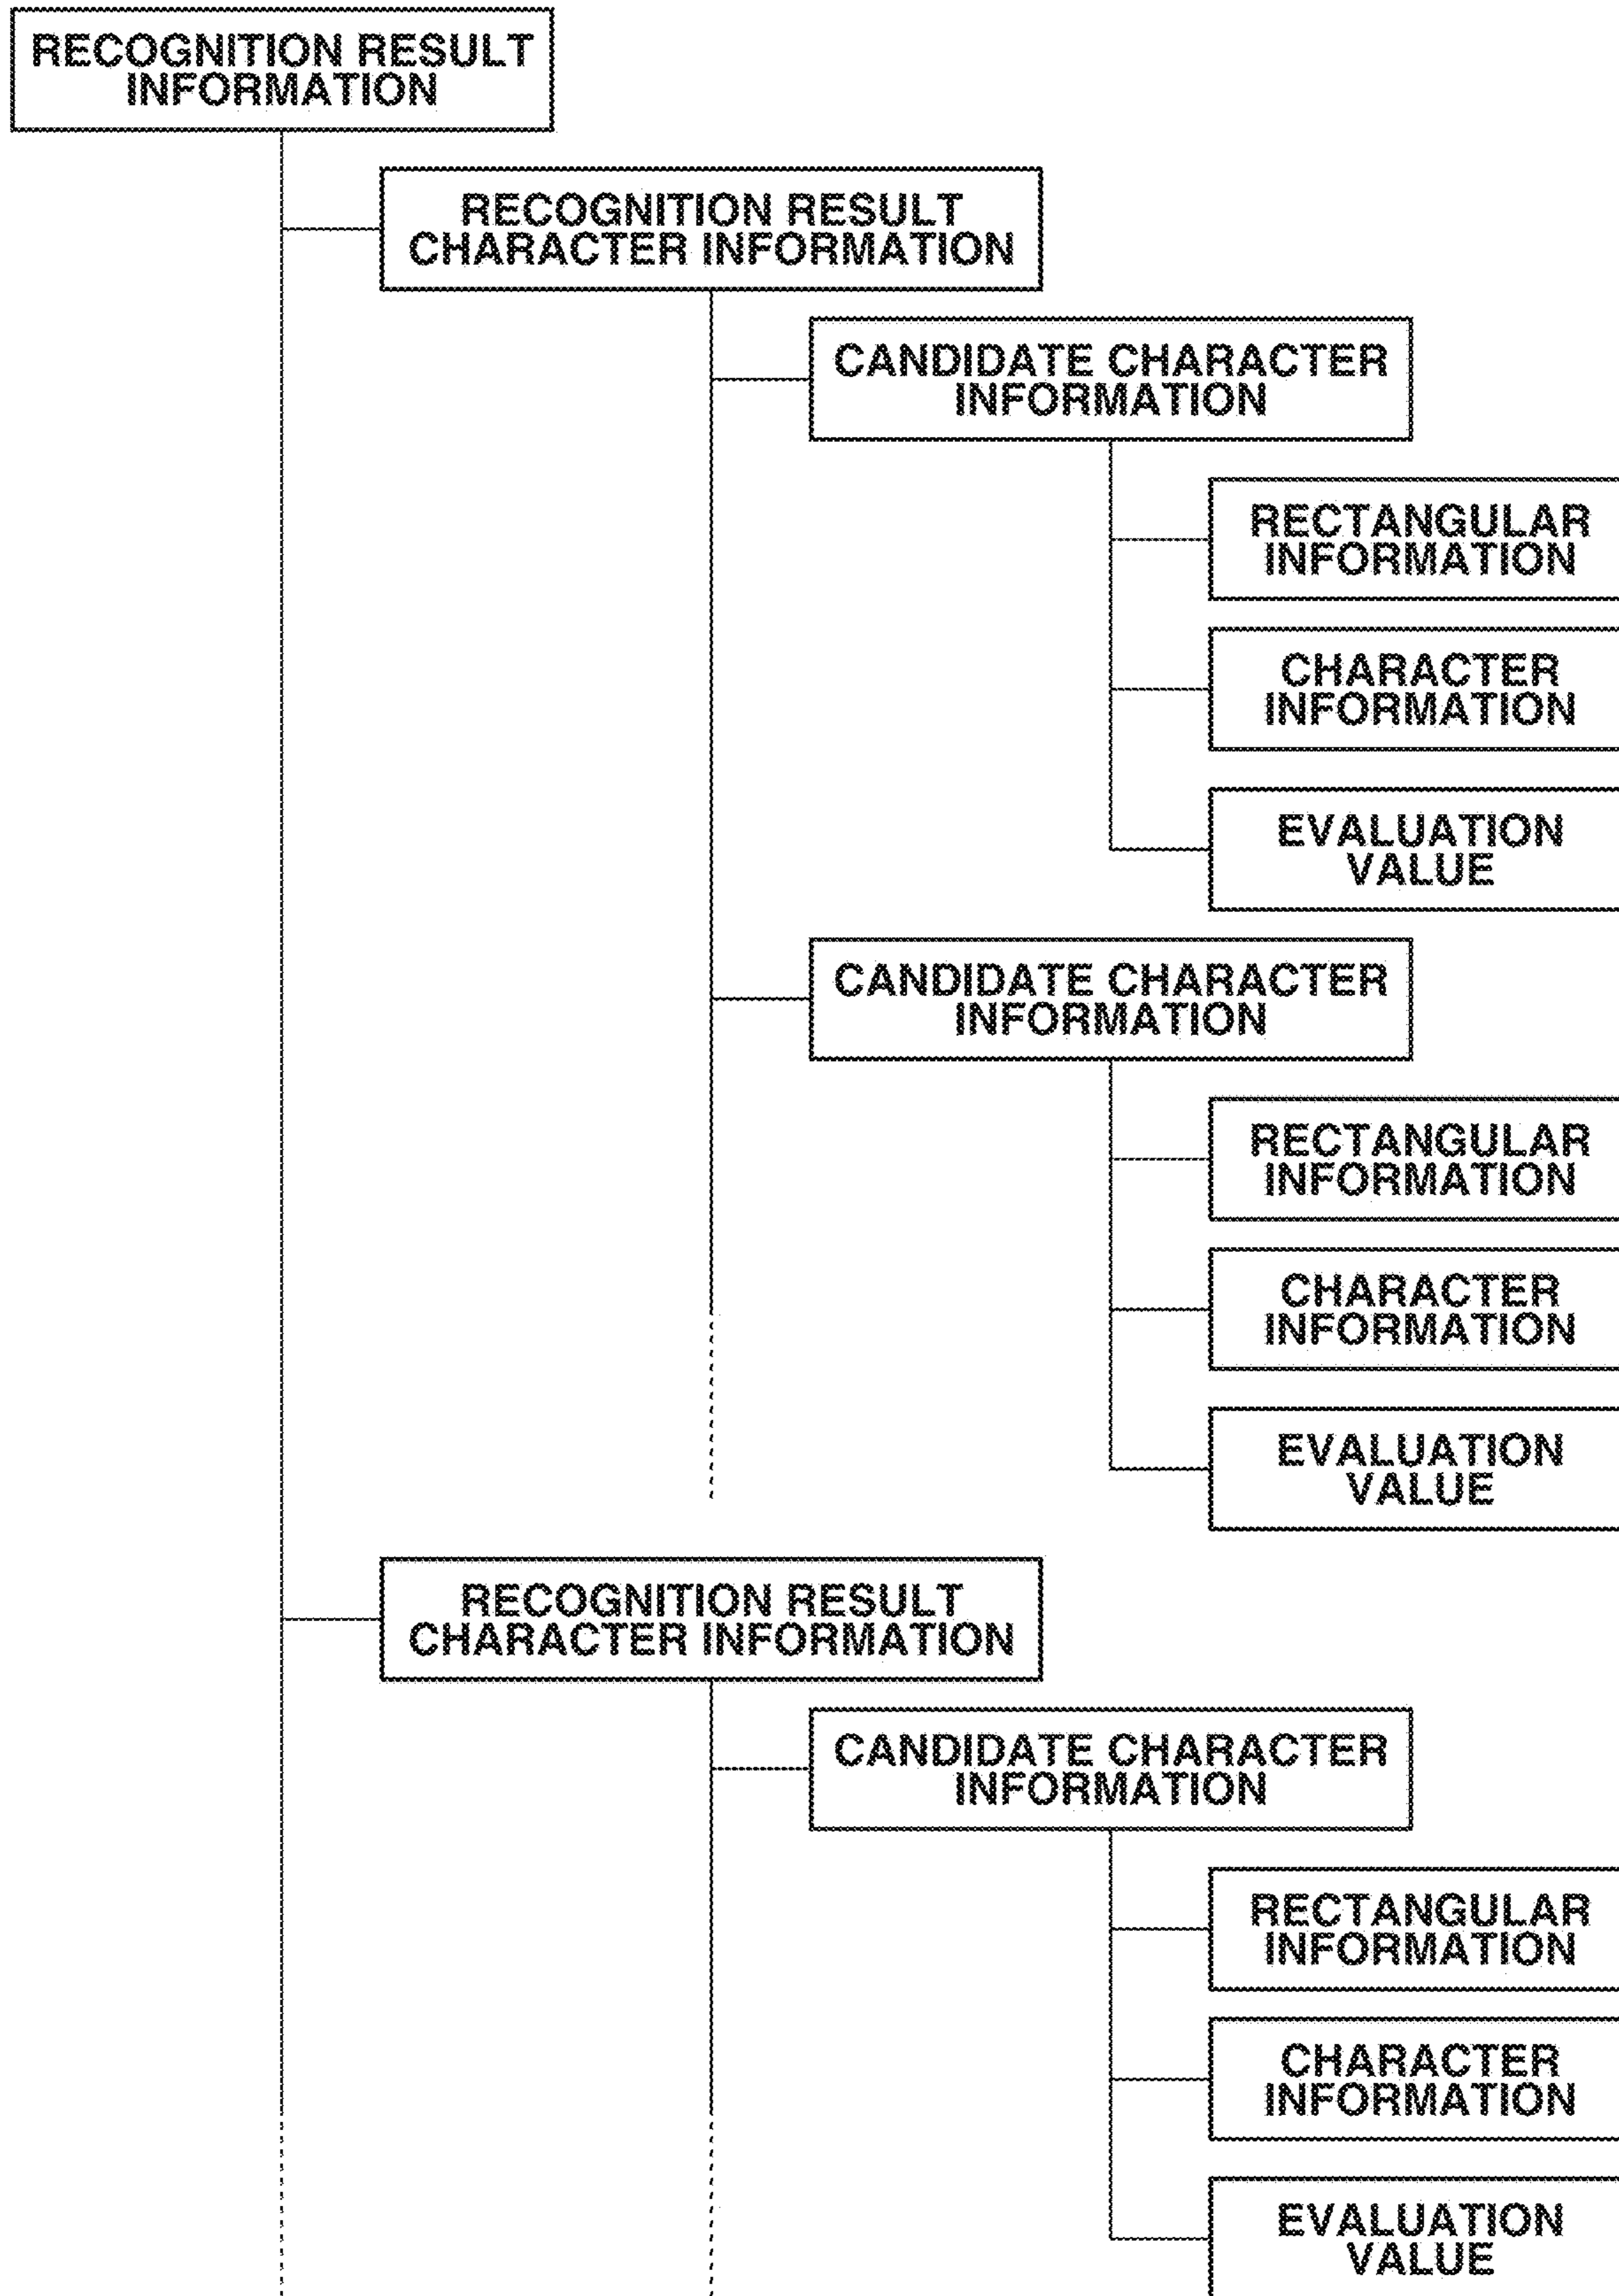 RECOGNITION RESULT
INFORMATION
RECOGNITION RESULT
CHARACTER INFORMATION
CANDIDATE CHARACTER
INFORMATION
RECTANGULAR
INFORMATION
CHARACTER
INFORMATION
EVALUATION
VALUE
CANDIDATE CHARACTER
INFORMATION
RECTANGULAR
INFORMATION
CHARACTER
INFORMATION
EVALUATION
VALUE
RECOGNITION RESULT
CHARACTER INFORMATION
CANDIDATE CHARACTER
INFORMATION
RECTANGULAR
INFORMATION
CHARACTER
INFORMATION
EVALUATION
VALUE